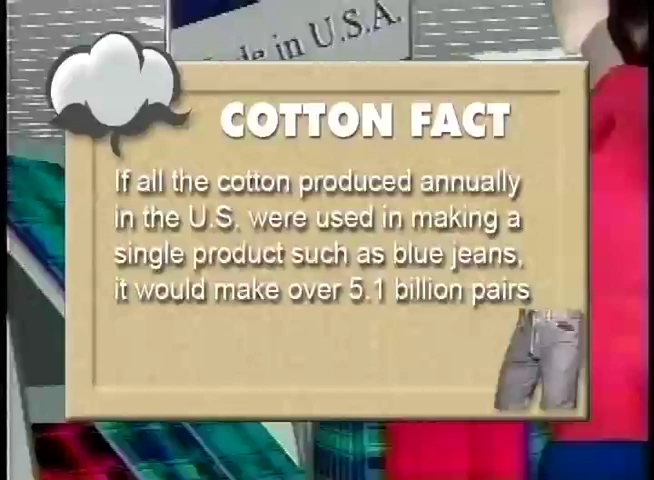 in U.S.A.
COTTON FACT
If all the cotton produced annually
in the U.S. were used in making a
single product such as blue jeans,
it would make over 5.1 billion pairs